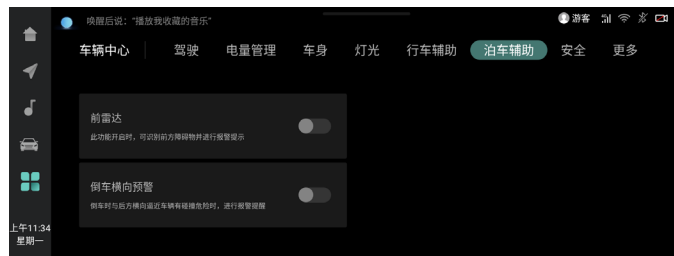 唤醒后说：“播放我收藏的音乐”
游客
车辆中心
驾驶
电量管理
车身
灯光
行车辅助
泊车辅助
安全
更多
前雷达
此功能开启时，可识别前方障碍物并进行报警提示
倒车横向预警
倒车时与后方横向逼近车辆有碰撞危险时，进行报警提醒
上午11:34
星期一